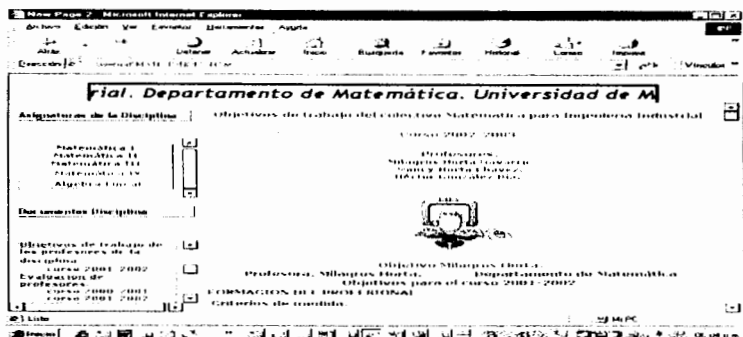 New Page 2 - Microsoft Internet Explorer
Archivo Edición Ver Favoritos Herramientas Ayuda
Atrás Detener Actualizar Inicio Búsqueda Favoritos Historial Correo Imprimir
Dirección Vínculos
rial. Departamento de Matemática. Universidad de M
Asignaturas de la Disciplina
Matemática I
Matemática II
Matemática III
Matemática IV
Algebra Lineal
Documentos Disciplina
Objetivos de trabajo de
los profesores de la
disciplina
curso 2001-2002
Evaluación de
profesores
curso 2000-2001
curso 2001-2002
Objetivos de trabajo del colectivo Matemática para Ingeniería Industrial
Curso 2002-2003
Profesores:
Milagros Horta Navarro
Nancy Horta Chávez
Héctor González Díaz
Objetivo Milagros Horta.
Profesora: Milagros Horta. Departamento de Matemática
Objetivos para el curso 2001-2002
FORMACION DEL PROFESIONAL
Criterios de medida.
Listo Mi PC
Inicio